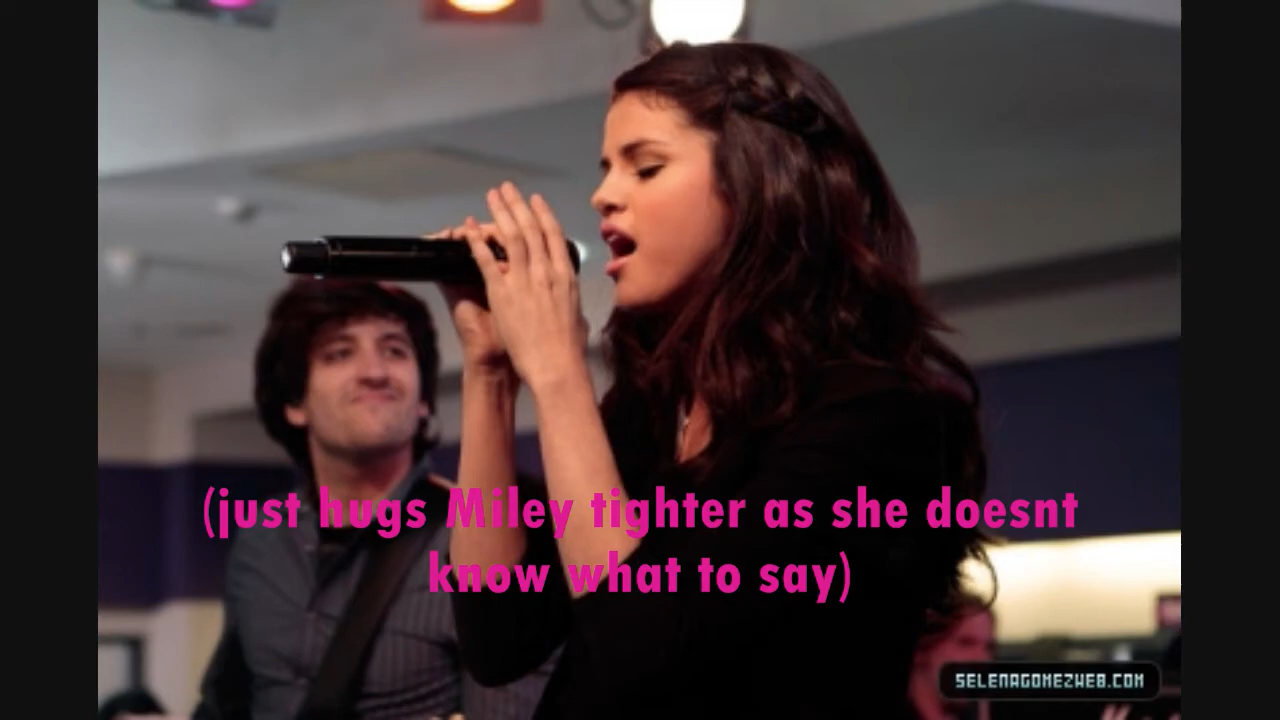 (just hugs Miley tighter as she doesnt
know what to say)
SELENAGOMEZWEB.COM